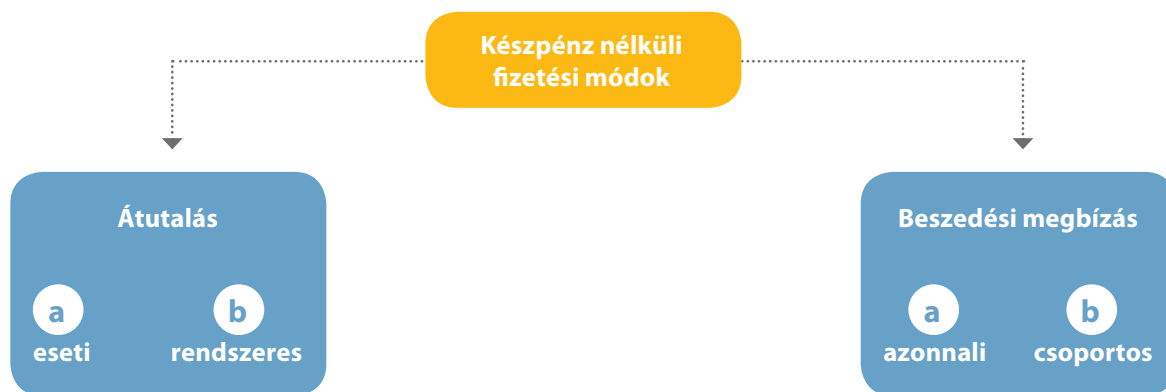 Készpénz nélküli
fizetési módok
Átutalás
a
eseti
b
rendszeres
Beszedési megbízás
a
azonnali
b
csoportos